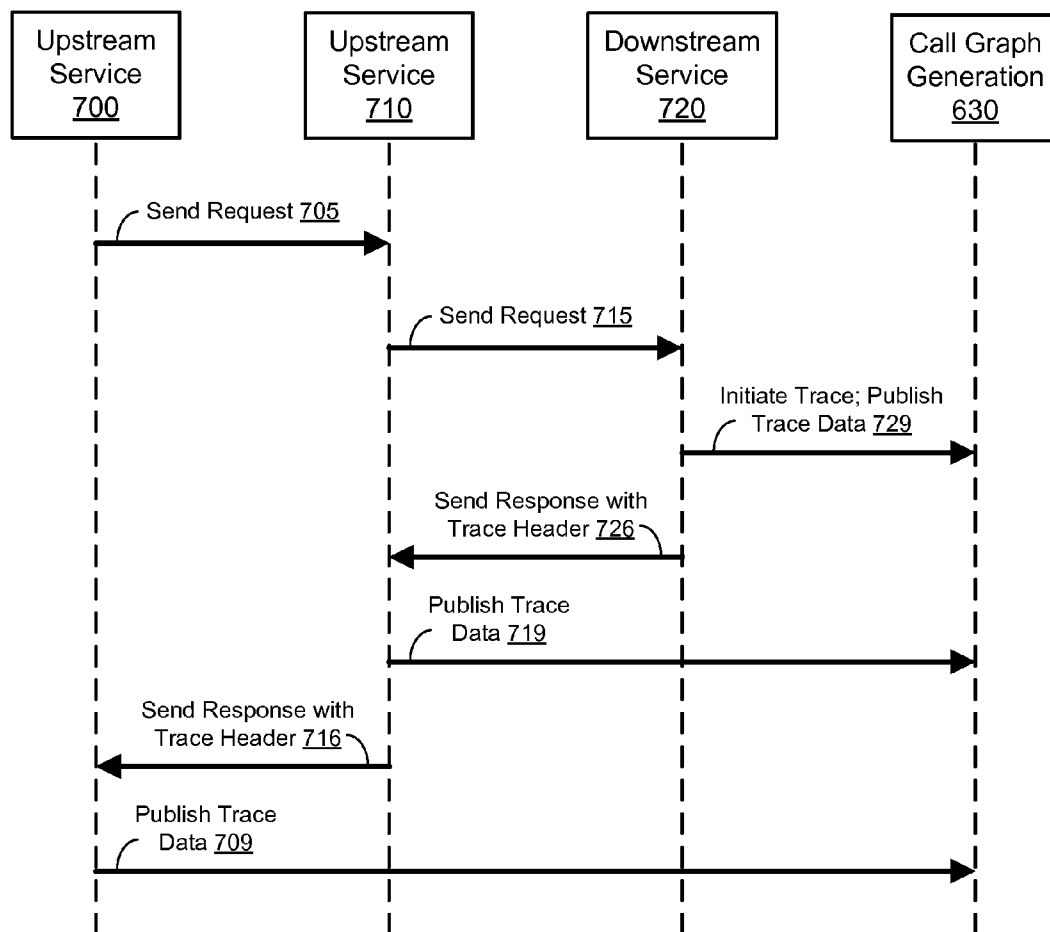 Upstream
Service
700
Upstream
Service
710
Downstream
Service
720
Call Graph
Generation
630
Send Request 705
Send Request 715
Initiate Trace; Publish
Trace Data 729
Send Response with
Trace Header 726
Publish Trace
Data 719
Send Response with
Trace Header 716
Publish Trace
Data 709